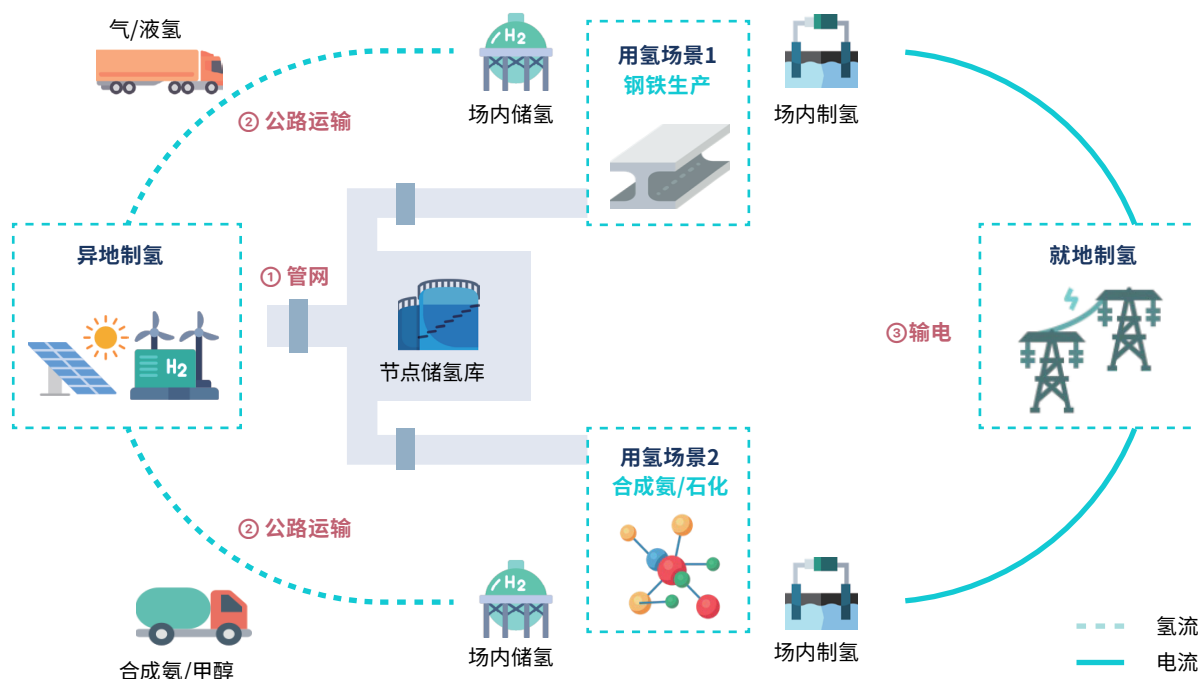 气/液氢
H2
用氢场景1
钢铁生产
② 公路运输
场内储氢
场内制氢
异地制氢
① 管网
就地制氢
③输电
H2
节点储氢库
用氢场景2
合成氨/石化
② 公路运输
H2
场内储氢
场内制氢
合成氨/甲醇
氢流
电流